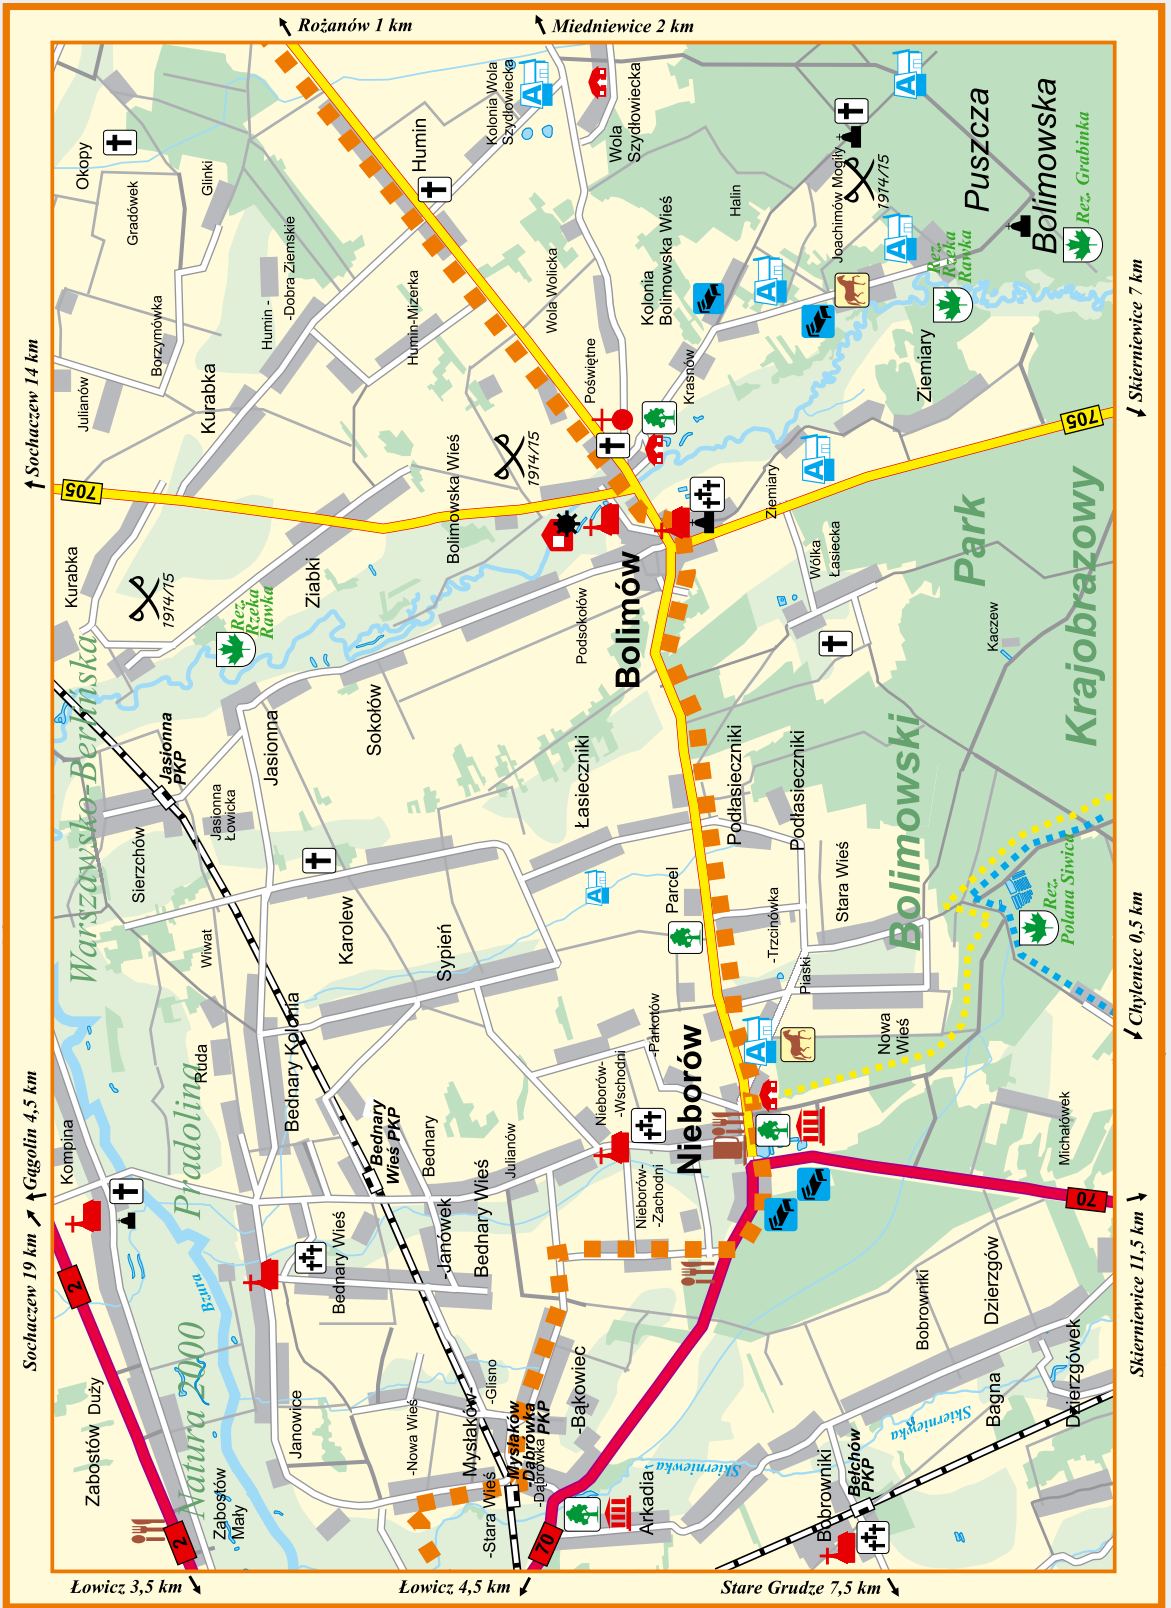 Rożanów 1 km
Miedniewice 2 km
Okopy
Gradówek
Glinki
Humin
Kolonia Wola
Szydłowiecka
Wola
Szydłowiecka
Puszcza
Bolimowska
Rez. Grabinka
Joachimów Mogiły
1914/15
Halin
Kolonia
Bolimowska Wieś
Rez.
Rzeka
Rawka
Humin -
-Dobra Ziemskie
Borzymówka
Julianów
Kurabka
Humin-Mizerka
Wola Wolicka
Poświętne
Krasnów
Ziemiary
Skierniewice 7 km
Sochaczew 14 km
705
705
1914/15
Bolimowska Wieś
Ziemiary
Kurabka
1914/15
Rez.
Rzeka
Rawka
Ziabki
Podsokołów
Bolimów
Wólka
Łasiecka
Park
Krajobrazowy
Bolimowski
Kaczew
Warszawsko-Berlińska
Jasionna
PKP
Jasionna
Sokołów
Jasionna
Łowicka
Sierzchów
Łasieczniki
Podłasieczniki
Podłasieczniki
Stara Wieś
Parcel
-Trzcinówka
Piaski
Rez.
Polana Siwica
Chyleniec 0,5 km
Wiwat
Karolew
Sypień
Bednary Kolonia
Ruda
Pradolina
Nieborów
-Parkotów
Nieborów-
-Wschodni
Nowa
Wieś
Michałówek
Gągolin 4,5 km
Sochaczew 19 km
Kompina
Bednary
Wieś PKP
Bednary
Julianów
Nieborów-
-Zachodni
70
Skierniewice 11,5 km
2
Bzura
Bednary Wieś
-Janówek
Bednary Wieś
Natura 2000
Zabostów Duży
Janowice
-Nowa Wieś
Mysłaków-
-Glisno
Mysłaków
-Dąbrówka
PKP
-Dąbrówka
-Bąkowiec
-Stara Wieś
Zabostów
Mały
2
70
Arkadia
Skierniewka
Skierniewka
Bobrowniki
Dzierzgów
Dzierzgówek
Bagna
Bobrowniki
Bełchów
PKP
Łowicz 3,5 km
Łowicz 4,5 km
Stare Grudze 7,5 km